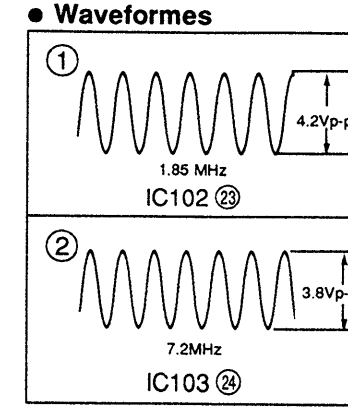 ● Waveformes
①
4.2Vp-p
1.85 MHz
IC102 ㉓
②
3.8Vp-
7.2MHz
IC103 ㉔